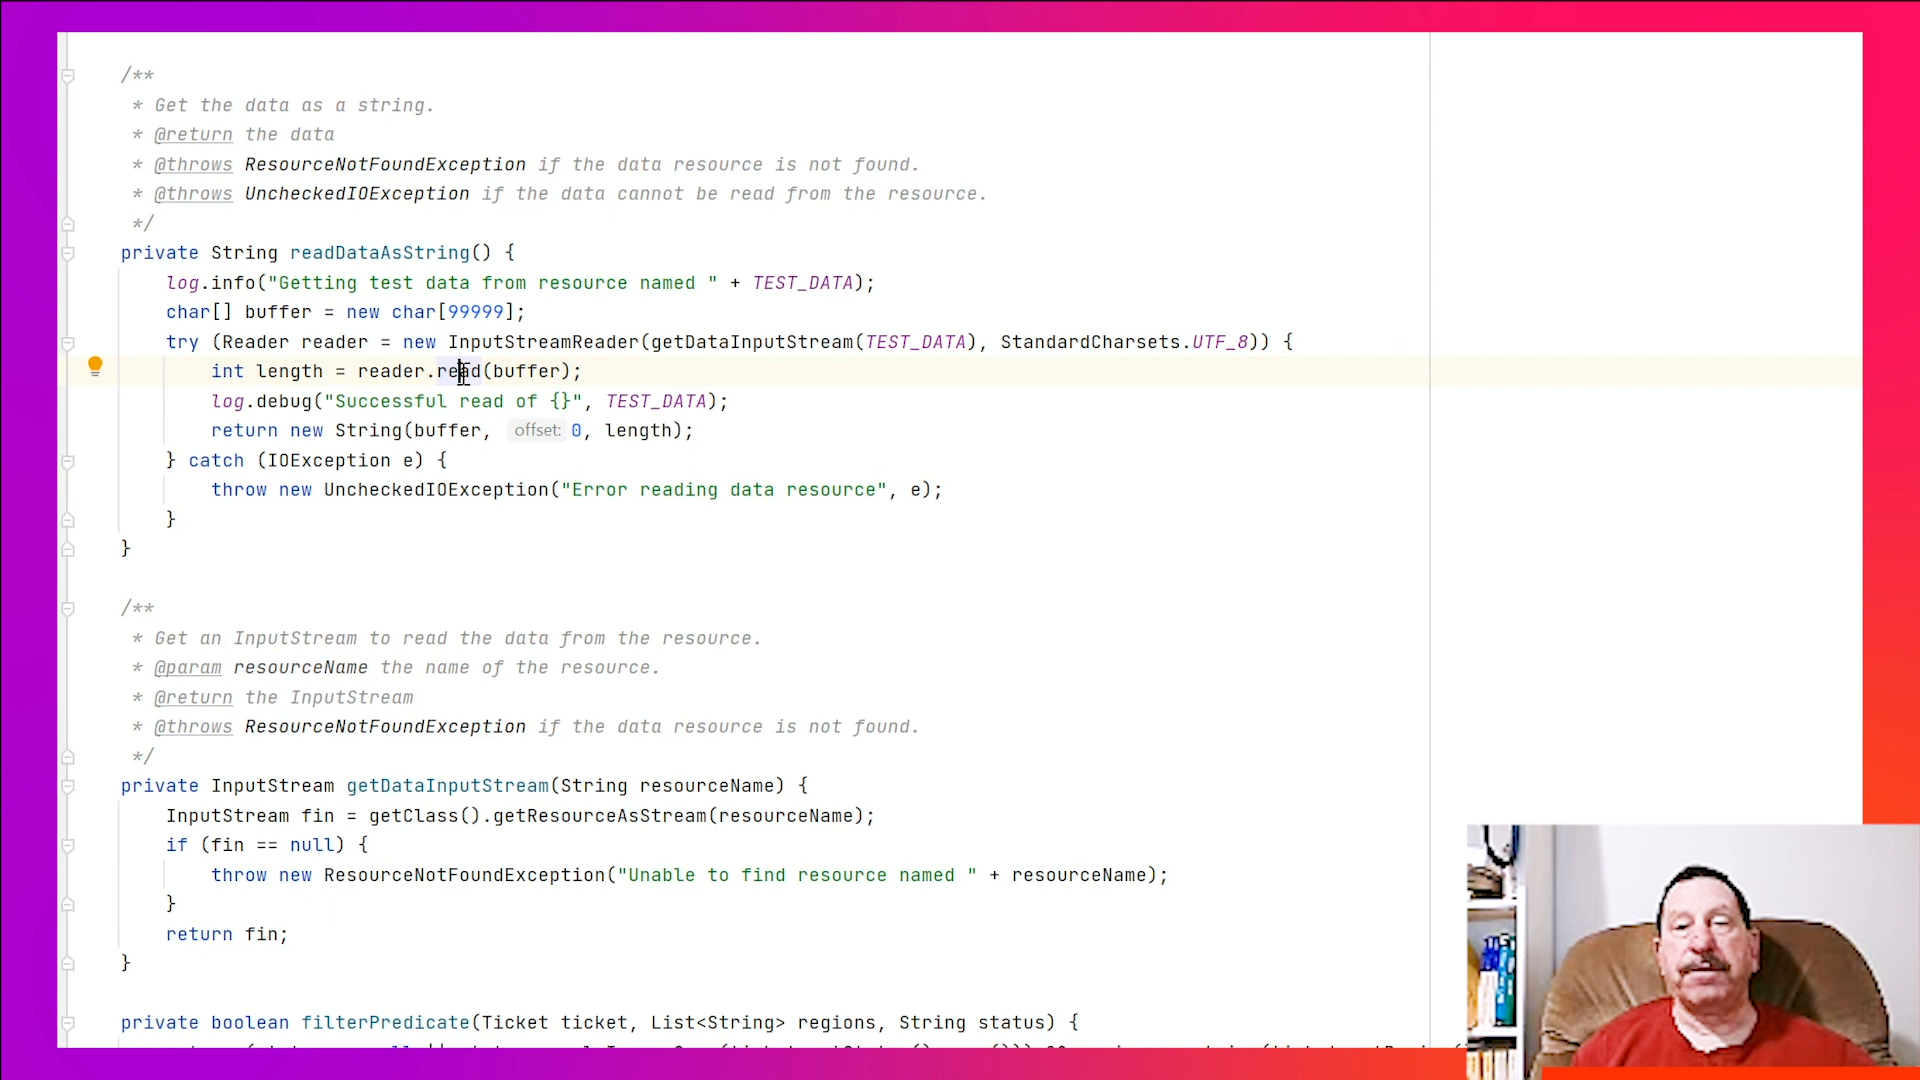 /**
* Get the data as a string.
* @return the data
* @throws ResourceNotFoundException if the data resource is not found.
* @throws UncheckedIOException if the data cannot be read from the resource.
*/
private String readDataAsString() {
log.info("Getting test data from resource named " + TEST_DATA);
char[] buffer = new char[99999];
try (Reader reader = new InputStreamReader(getDataInputStream(TEST_DATA), StandardCharsets.UTF_8)) {
int length = reader.read(buffer);
log.debug("Successful read of {}", TEST_DATA);
return new String(buffer, offset: 0, length);
} catch (IOException e) {
throw new UncheckedIOException("Error reading data resource", e);
}
}
/**
* Get an InputStream to read the data from the resource.
* @param resourceName the name of the resource.
* @return the InputStream
* @throws ResourceNotFoundException if the data resource is not found.
*/
private InputStream getDataInputStream(String resourceName) {
InputStream fin = getClass().getResourceAsStream(resourceName);
if (fin == null) {
throw new ResourceNotFoundException("Unable to find resource named " + resourceName);
}
return fin;
}
private boolean filterPredicate(Ticket ticket, List<String> regions, String status) {